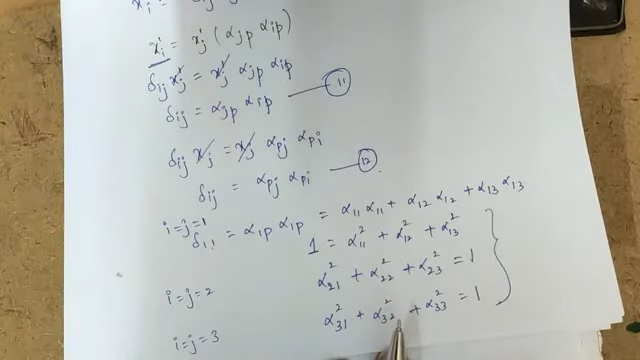 x'ᵢ = x'ⱼ (αⱼₚ αᵢₚ)
δᵢⱼ x'ⱼ = x'ⱼ αⱼₚ αᵢₚ
δᵢⱼ = αⱼₚ αᵢₚ —— (11)
δᵢⱼ xⱼ = xⱼ αₚⱼ αₚᵢ
δᵢⱼ = αₚⱼ αₚᵢ —— (12)
i=j=1
δ₁₁ = α₁ₚ α₁ₚ = α₁₁ α₁₁ + α₁₂ α₁₂ + α₁₃ α₁₃
1 = α₁₁² + α₁₂² + α₁₃²
i=j=2 α₂₁² + α₂₂² + α₂₃² = 1
i=j=3 α₃₁² + α₃₂² + α₃₃² = 1